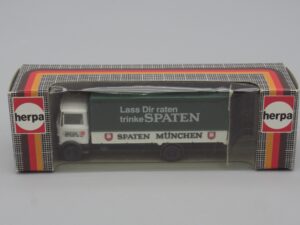 herpa
Lass Dir raten
trinke SPATEN
SPATEN MÜNCHEN
herpa